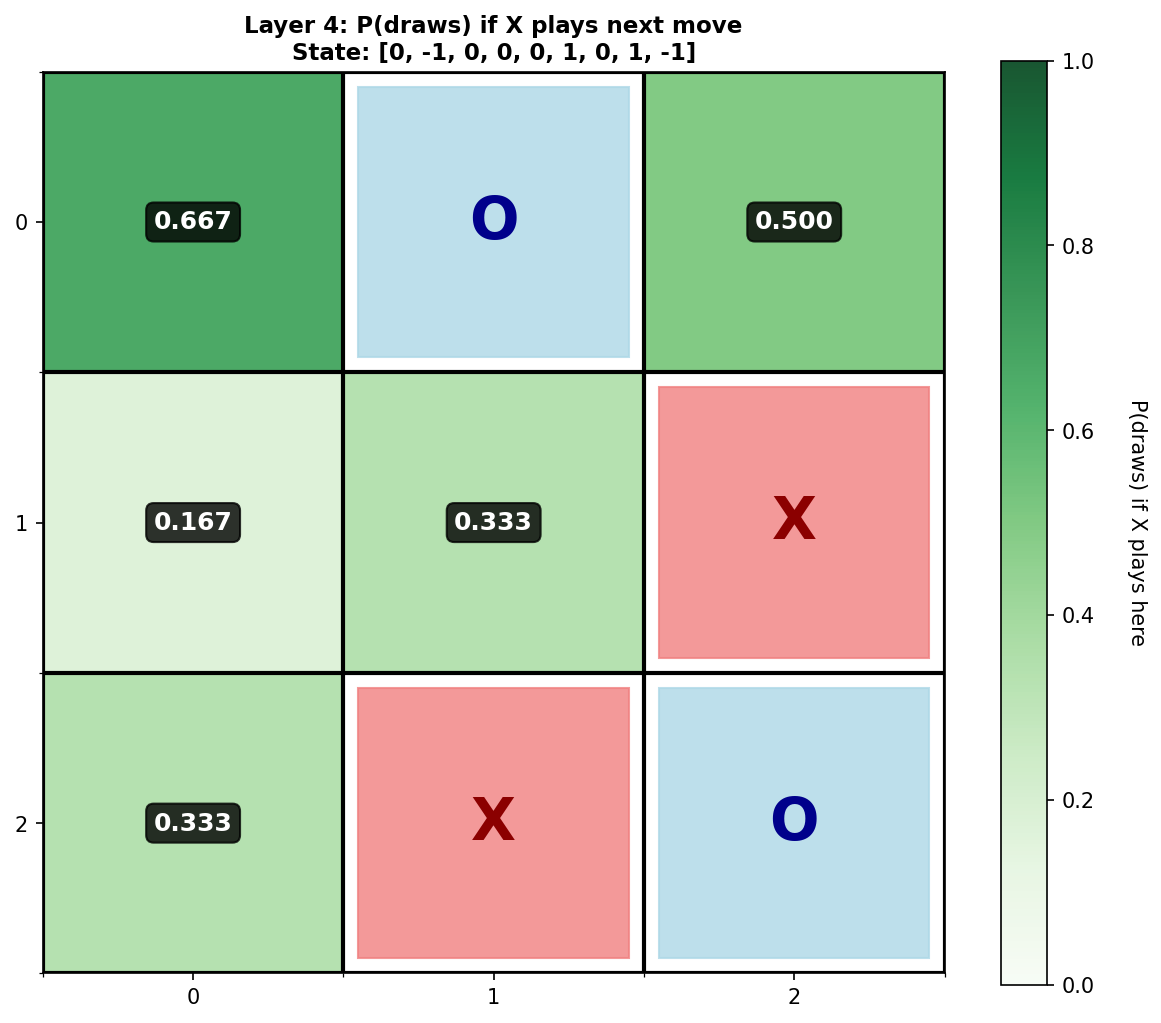 Layer 4: P(draws) if X plays next move
State: [0, -1, 0, 0, 0, 1, 0, 1, -1]
0.667
O
0.500
0.167
0.333
X
0.333
X
O
0
1
2
0
1
2
1.0
0.8
0.6
0.4
0.2
0.0
P(draws) if X plays here